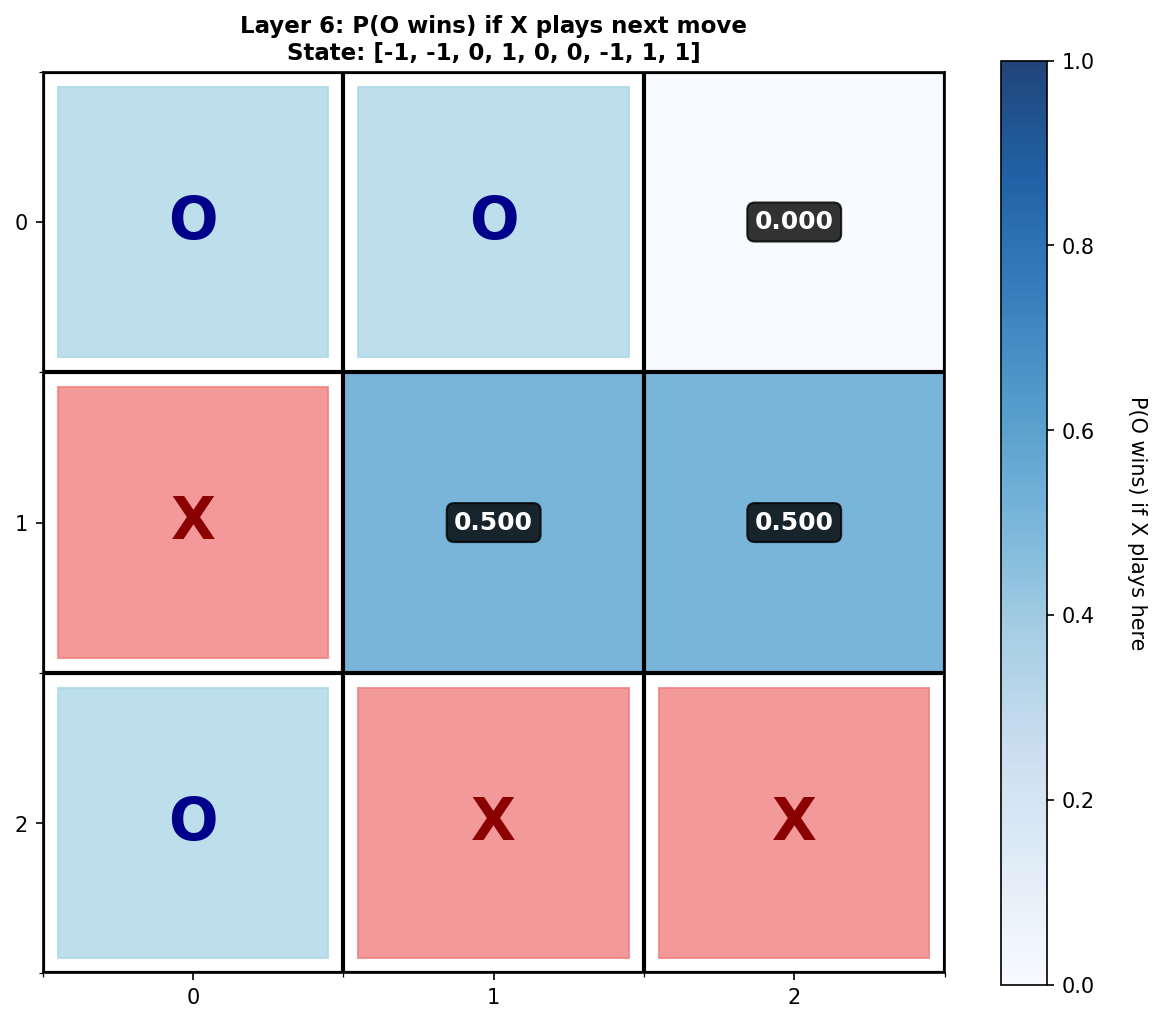 Layer 6: P(O wins) if X plays next move
State: [-1, -1, 0, 1, 0, 0, -1, 1, 1]
0
O
O
0.000
1
X
0.500
0.500
2
O
X
X
0
1
2
1.0
0.8
0.6
0.4
0.2
0.0
P(O wins) if X plays here